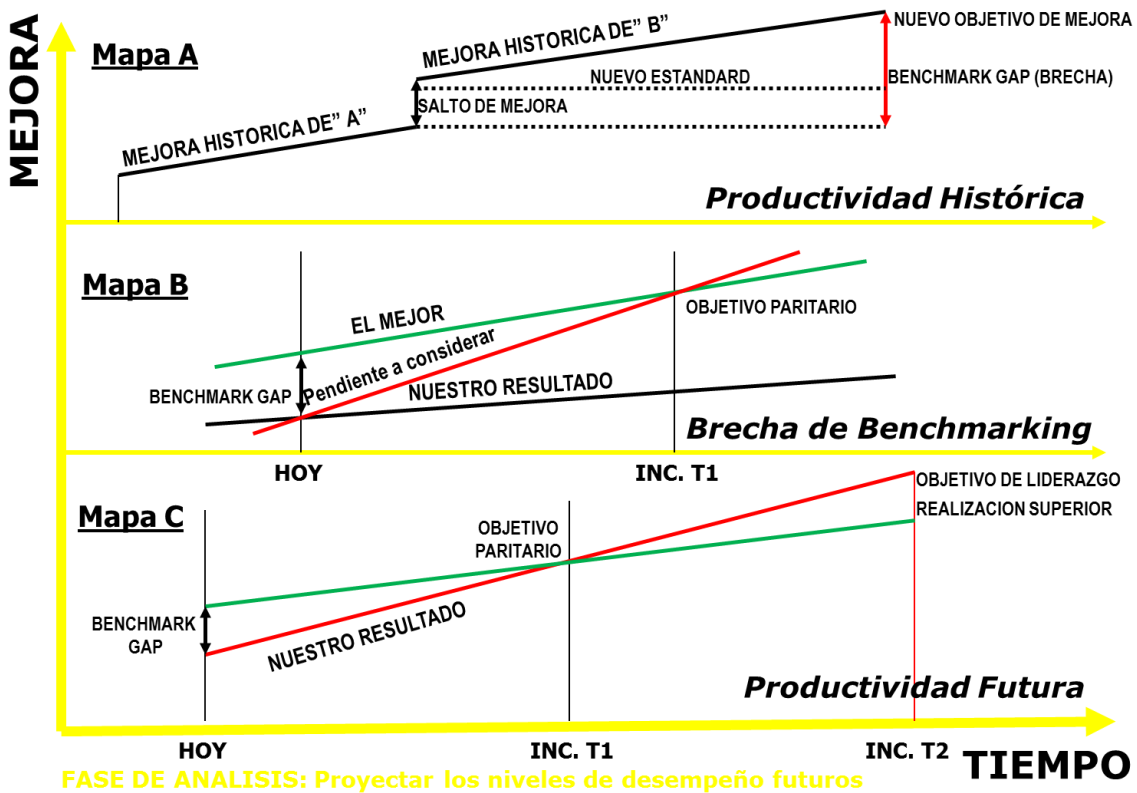 MEJORA
Mapa A
MEJORA HISTORICA DE” A”
MEJORA HISTORICA DE” B”
NUEVO OBJETIVO DE MEJORA
NUEVO ESTANDARD
BENCHMARK GAP (BRECHA)
SALTO DE MEJORA
Productividad Histórica
Mapa B
EL MEJOR
OBJETIVO PARITARIO
Pendiente a considerar
BENCHMARK GAP
NUESTRO RESULTADO
Brecha de Benchmarking
HOY
INC. T1
Mapa C
OBJETIVO DE LIDERAZGO
REALIZACION SUPERIOR
OBJETIVO
PARITARIO
BENCHMARK
GAP
NUESTRO RESULTADO
Productividad Futura
HOY
INC. T1
INC. T2
TIEMPO
FASE DE ANALISIS: Proyectar los niveles de desempeño futuros